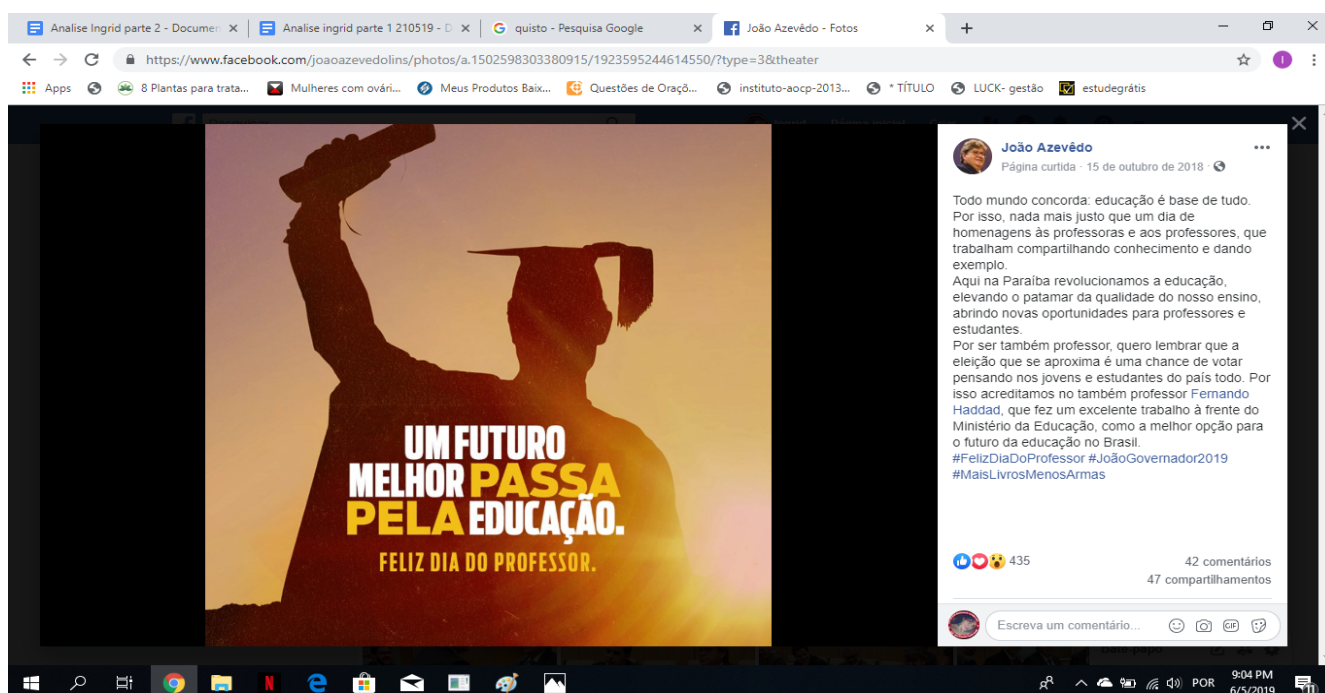 Analise Ingrid parte 2 - Documen
Analise ingrid parte 1 210519 - D
quisto - Pesquisa Google
João Azevêdo - Fotos
https://www.facebook.com/joaoazevedolins/photos/a.1502598303380915/1923595244614550/?type=3&theater
Apps
8 Plantas para trata...
Mulheres com ovári...
Meus Produtos Baix...
Questões de Oraçõ...
instituto-aocp-2013...
* TÍTULO
LUCK- gestão
estudegrátis
UM FUTURO
MELHOR PASSA
PELA EDUCAÇÃO.
FELIZ DIA DO PROFESSOR.
João Azevêdo
Página curtida · 15 de outubro de 2018 ·
Todo mundo concorda: educação é base de tudo.
Por isso, nada mais justo que um dia de
homenagens às professoras e aos professores, que
trabalham compartilhando conhecimento e dando
exemplo.
Aqui na Paraíba revolucionamos a educação,
elevando o patamar da qualidade do nosso ensino,
abrindo novas oportunidades para professores e
estudantes.
Por ser também professor, quero lembrar que a
eleição que se aproxima é uma chance de votar
pensando nos jovens e estudantes do país todo. Por
isso acreditamos no também professor Fernando
Haddad, que fez um excelente trabalho à frente do
Ministério da Educação, como a melhor opção para
o futuro da educação no Brasil.
#FelizDiaDoProfessor #JoãoGovernador2019
#MaisLivrosMenosArmas
435
42 comentários
47 compartilhamentos
Escreva um comentário...
GIF
POR
9:04 PM
6/5/2019